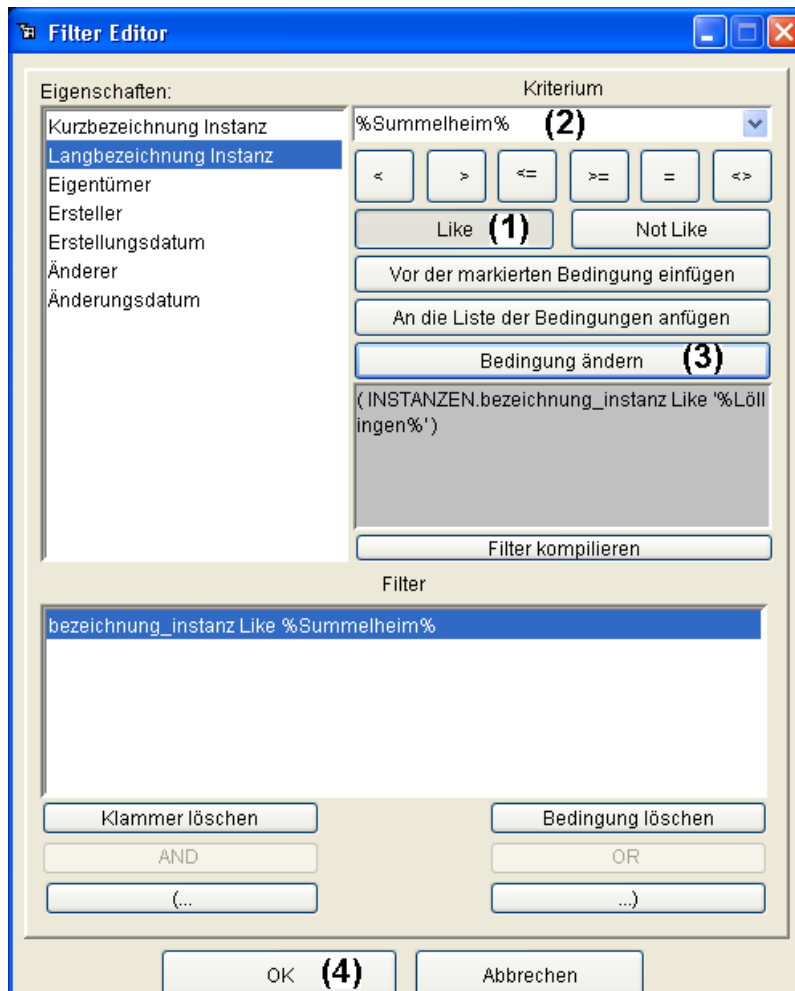 Filter Editor
Eigenschaften:
Kriterium
Kurzbezeichnung Instanz
Langbezeichnung Instanz
Eigentümer
Ersteller
Erstellungsdatum
Änderer
Änderungsdatum
%Summelheim% (2)
< > <= >= = <>
Like (1) Not Like
Vor der markierten Bedingung einfügen
An die Liste der Bedingungen anfügen
Bedingung ändern (3)
( INSTANZEN.bezeichnung_instanz Like '%Löll
ingen%' )
Filter kompilieren
Filter
bezeichnung_instanz Like %Summelheim%
Klammer löschen Bedingung löschen
AND OR
(... ...)
OK (4) Abbrechen